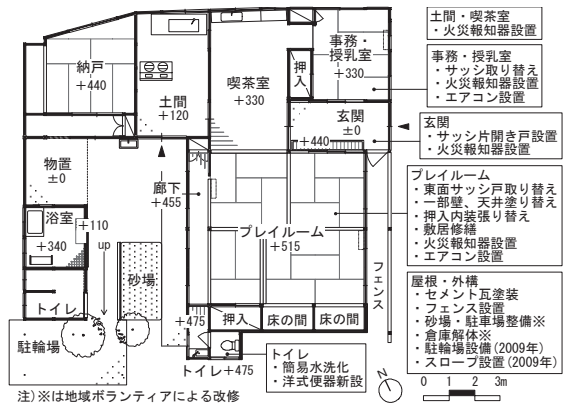 納戸
+440
土間
+120
喫茶室
+330
押入
事務・
授乳室
+330
玄関
±0
+440
物置
±0
浴室
+340
+110
up
トイレ
駐輪場
砂場
廊下
+455
プレイルーム
+515
フェンス
+475
押入
床の間
床の間
トイレ+475
土間・喫茶室
・火災報知器設置
事務・授乳室
・サッシ取り替え
・火災報知器設置
・エアコン設置
玄関
・サッシ片開き戸設置
・火災報知器設置
プレイルーム
・東面サッシ戸取り替え
・一部壁、天井塗り替え
・押入内装張り替え
・敷居修繕
・火災報知器設置
・エアコン設置
屋根・外構
・セメント瓦塗装
・フェンス設置
・砂場・駐車場整備※
・倉庫解体※
・駐輪場設備(2009年)
・スロープ設置(2009年)
トイレ
・簡易水洗化
・洋式便器新設
N
0 1 2 3m
注)※は地域ボランティアによる改修